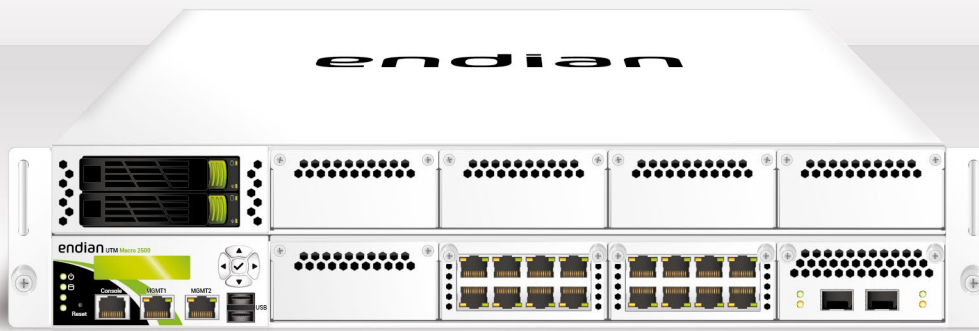 endian
endian UTM Macro 2500
Console
MGMT1
MGMT2
USB
Reset